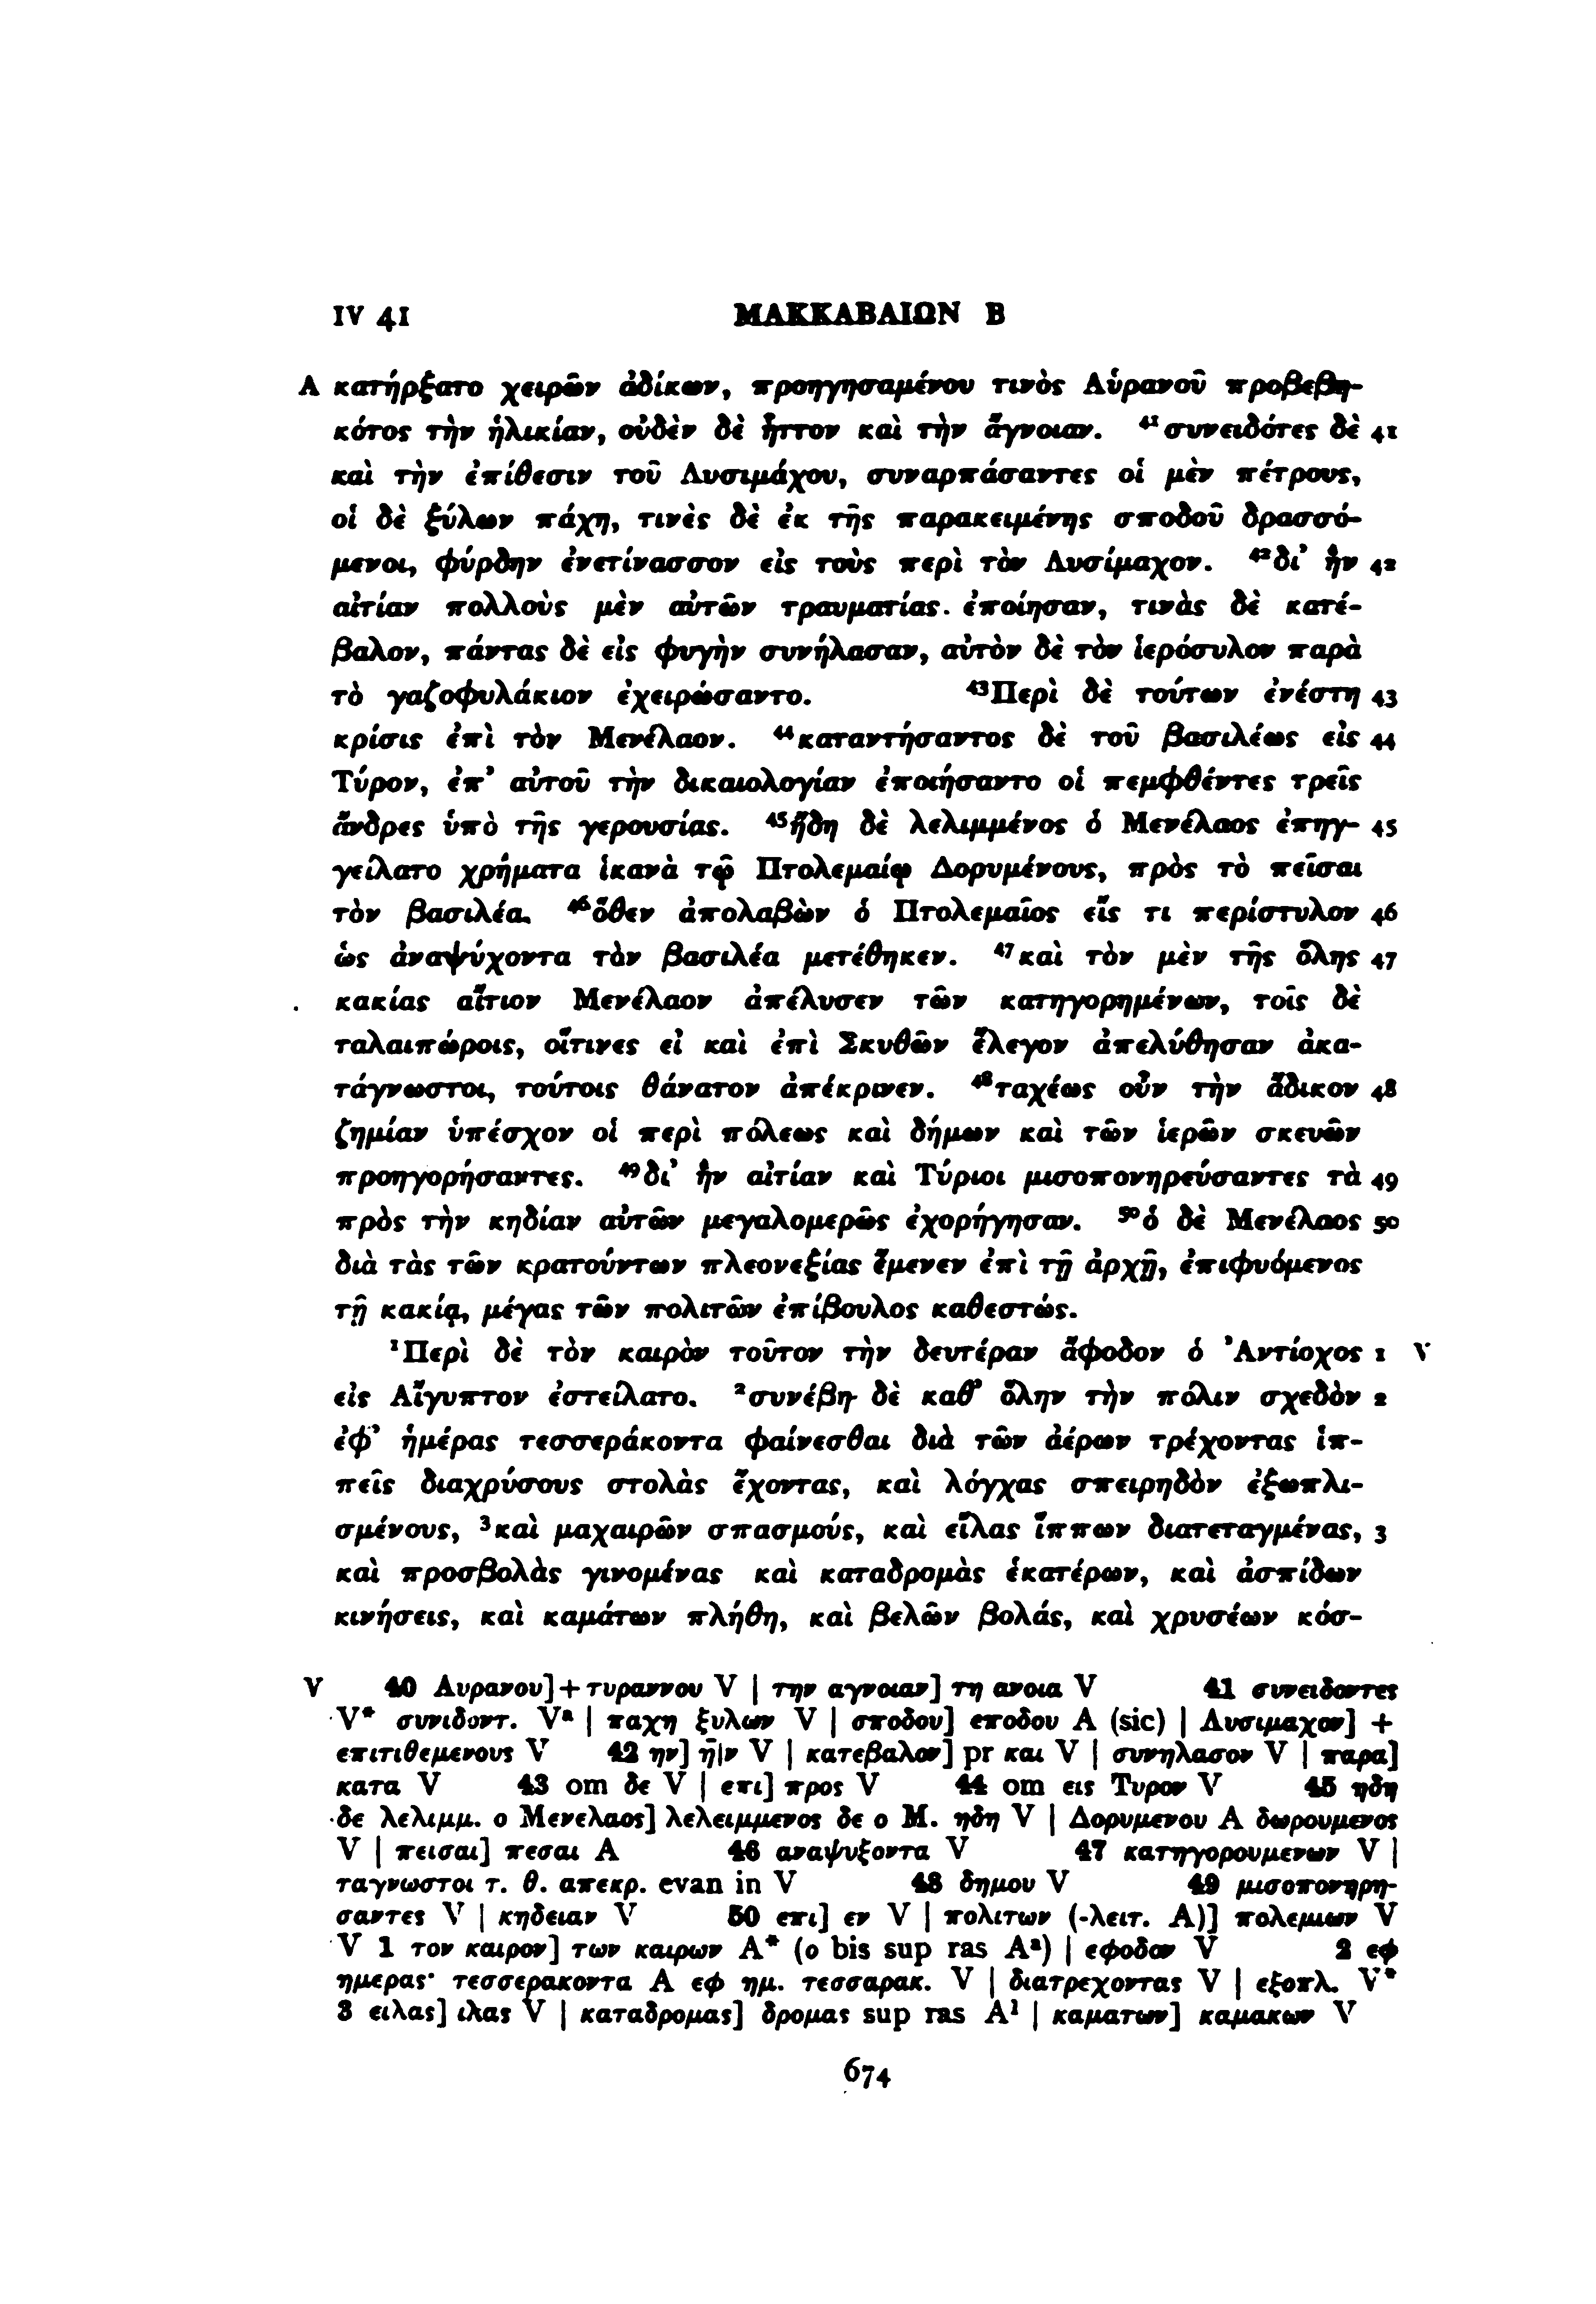 IV 41 ΜΑΚΚΑΒΑΙΩΝ Β
A κατήρξατο χειρῶν ἀδίκων, προηγησαμένου τινὸς Αὐρανοῦ προβεβη-
κότος τὴν ἡλικίαν, οὐδὲν δὲ ἧττον καὶ τὴν ἄγνοιαν. ⁴¹συνειδότες δὲ 41
καὶ τὴν ἐπίθεσιν τοῦ Λυσιμάχου, συναρπάσαντες οἱ μὲν πέτρους,
οἱ δὲ ξύλων πάχη, τινὲς δὲ ἐκ τῆς παρακειμένης σποδοῦ δρασσό-
μενοι, φύρδην ἐνετίνασσον εἰς τοὺς περὶ τὸν Λυσίμαχον. ⁴²δι’ ἣν 42
αἰτίαν πολλοὺς μὲν αὐτῶν τραυματίας ἐποίησαν, τινὰς δὲ κατέ-
βαλον, πάντας δὲ εἰς φυγὴν συνήλασαν, αὐτὸν δὲ τὸν ἱερόσυλον παρὰ
τὸ γαζοφυλάκιον ἐχειρώσαντο. ⁴³Περὶ δὲ τούτων ἐνέστη 43
κρίσις ἐπὶ τὸν Μενέλαον. ⁴⁴καταντήσαντος δὲ τοῦ βασιλέως εἰς 44
Τύρον, ἐπ’ αὐτοῦ τὴν δικαιολογίαν ἐποιήσαντο οἱ πεμφθέντες τρεῖς
ἄνδρες ὑπὸ τῆς γερουσίας. ⁴⁵ἤδη δὲ λελιμμένος ὁ Μενέλαος ἐπηγ- 45
γείλατο χρήματα ἱκανὰ τῷ Πτολεμαίῳ Δορυμένους, πρὸς τὸ πεῖσαι
τὸν βασιλέα. ⁴⁶ὅθεν ἀπολαβὼν ὁ Πτολεμαῖος εἴς τι περίστυλον 46
ὡς ἀναψύχοντα τὸν βασιλέα μετέθηκεν. ⁴⁷καὶ τὸν μὲν τῆς ὅλης 47
κακίας αἴτιον Μενέλαον ἀπέλυσεν τῶν κατηγορημένων, τοῖς δὲ
ταλαιπώροις, οἵτινες εἰ καὶ ἐπὶ Σκυθῶν ἔλεγον ἀπελύθησαν ἀκα-
τάγνωστοι, τούτοις θάνατον ἀπέκρινεν. ⁴⁸ταχέως οὖν τὴν ἄδικον 48
ζημίαν ὑπέσχον οἱ περὶ πόλεως καὶ δήμων καὶ τῶν ἱερῶν σκευῶν
προηγορήσαντες. ⁴⁹δι’ ἣν αἰτίαν καὶ Τύριοι μισοπονηρεύσαντες τὰ 49
πρὸς τὴν κηδίαν αὐτῶν μεγαλομερῶς ἐχορήγησαν. ⁵⁰ὁ δὲ Μενέλαος 50
διὰ τὰς τῶν κρατούντων πλεονεξίας ἔμενεν ἐπὶ τῇ ἀρχῇ, ἐπιφυόμενος
τῇ κακίᾳ, μέγας τῶν πολιτῶν ἐπίβουλος καθεστώς.
¹Περὶ δὲ τὸν καιρὸν τοῦτον τὴν δευτέραν ἄφοδον ὁ Ἀντίοχος 1 V
εἰς Αἴγυπτον ἐστείλατο. ²συνέβη δὲ καθ’ ὅλην τὴν πόλιν σχεδὸν 2
ἐφ’ ἡμέρας τεσσεράκοντα φαίνεσθαι διὰ τῶν ἀέρων τρέχοντας ἱπ-
πεῖς διαχρύσους στολὰς ἔχοντας, καὶ λόγχας σπειρηδὸν ἐξωπλι-
σμένους, ³καὶ μαχαιρῶν σπασμούς, καὶ εἴλας ἵππων διατεταγμένας, 3
καὶ προσβολὰς γινομένας καὶ καταδρομὰς ἑκατέρων, καὶ ἀσπίδων
κινήσεις, καὶ καμάτων πλήθη, καὶ βελῶν βολάς, καὶ χρυσέων κόσ-
V 40 Αυρανου]+τυραννου V | την αγνοιαν] τη ανοια V 41 συνειδοντες
V* συνιδοντ. Vᵃ | παχη ξυλων V | σποδου] εποδου A (sic) | Λυσιμαχον] +
επιτιθεμενους V 42 ην] η̄|ν V | κατεβαλον] pr και V | συνηλασον V | παρα]
κατα V 43 om δε V | επι] προς V 44 om εις Τυρον V 45 ηδη
δε λελιμμ. ο Μενελαος] λελειμμενος δε ο Μ. ηδη V | Δορυμενου A δωρουμενος
V | πεισαι] πεσαι A 46 αναψυξοντα V 47 κατηγορουμενων V |
ταγνωστοι τ. θ. απεκρ. evan in V 48 δημου V 49 μισοπονηρη-
σαντες V | κηδειαν V 50 επι] εν V | πολιτων (-λειτ. A)] πολεμιων V
V 1 τον καιρον] των καιρων A* (ο bis sup ras Aᵃ) | εφοδον V 2 εφ
ημερας· τεσσερακοντα A εφ ημ. τεσσαρακ. V | διατρεχοντας V | εξοπλ. V*
3 ειλας] ιλας V | καταδρομας] δρομας sup ras A¹ | καματων] καμακων V
674